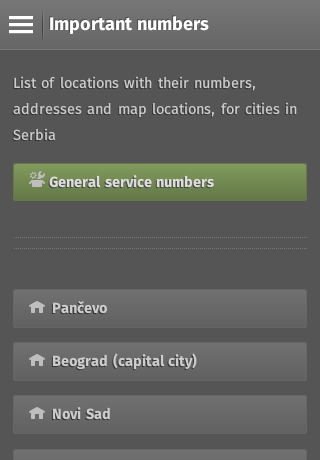 Important numbers
List of locations with their numbers,
addresses and map locations, for cities in
Serbia
General service numbers
Pančevo
Beograd (capital city)
Novi Sad